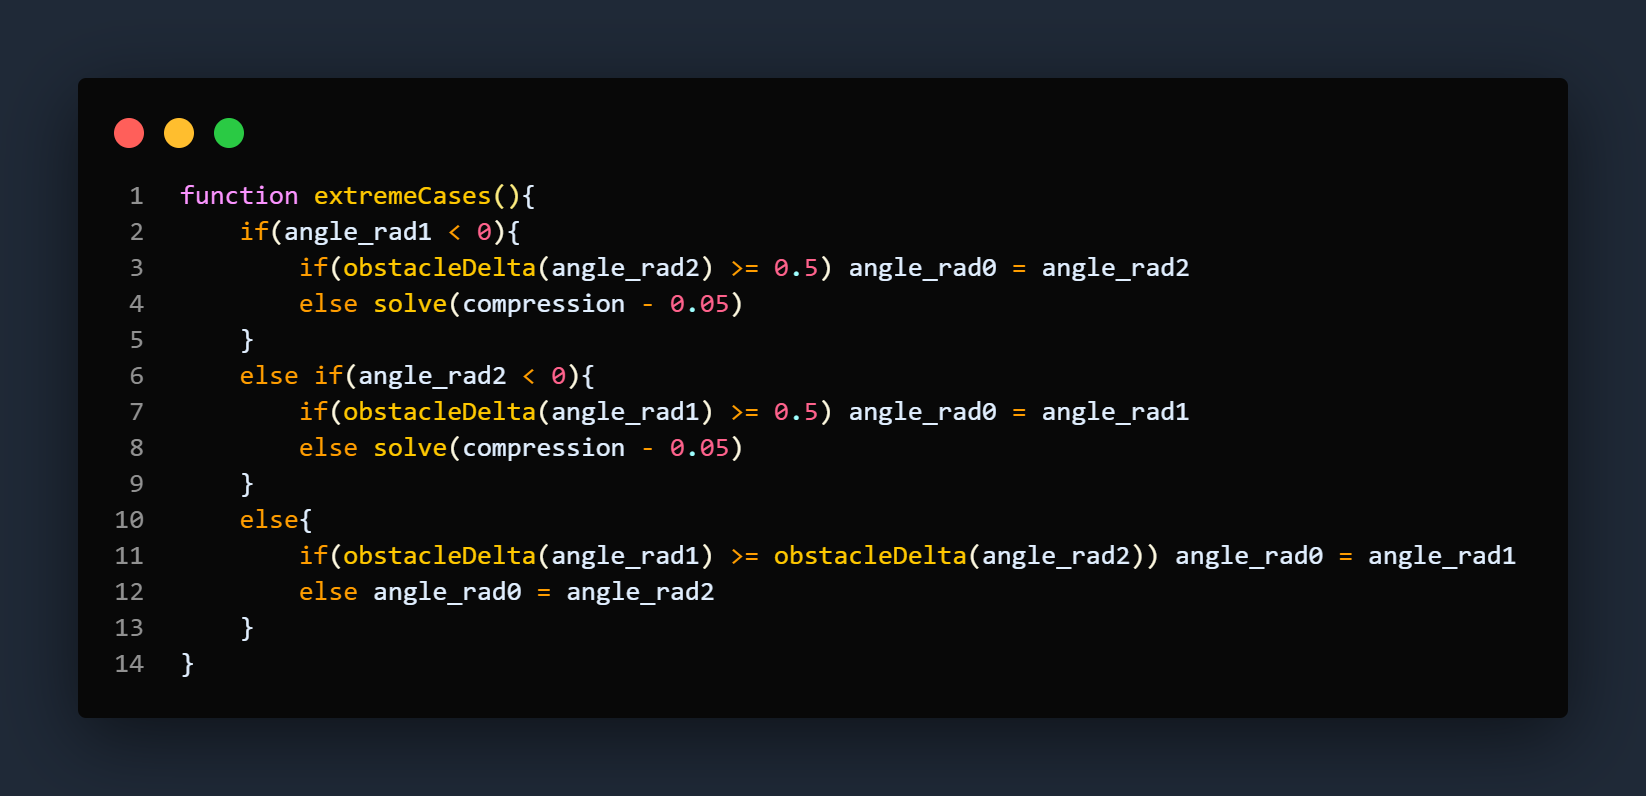 1 function extremeCases(){
2     if(angle_rad1 < 0){
3         if(obstacleDelta(angle_rad2) >= 0.5) angle_rad0 = angle_rad2
4         else solve(compression - 0.05)
5     }
6     else if(angle_rad2 < 0){
7         if(obstacleDelta(angle_rad1) >= 0.5) angle_rad0 = angle_rad1
8         else solve(compression - 0.05)
9     }
10     else{
11         if(obstacleDelta(angle_rad1) >= obstacleDelta(angle_rad2)) angle_rad0 = angle_rad1
12         else angle_rad0 = angle_rad2
13     }
14 }